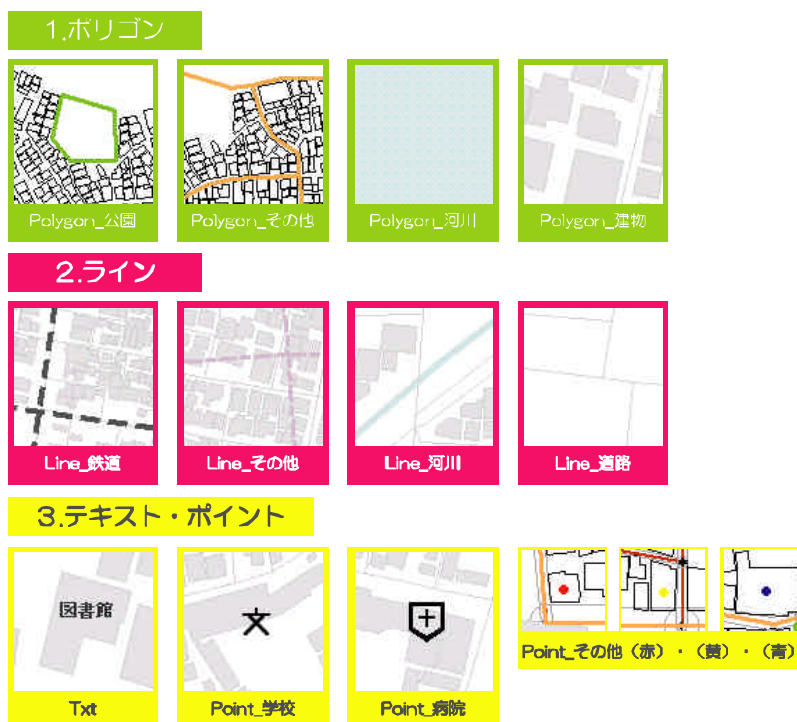 1.ポリゴン
Polygon_公園
Polygon_その他
Polygon_河川
Polygon_建物
2.ライン
Line_鉄道
Line_その他
Line_河川
Line_道路
3.テキスト・ポイント
図書館
文
Txt
Point_学校
Point_病院
Point_その他（赤）・（黄）・（青）